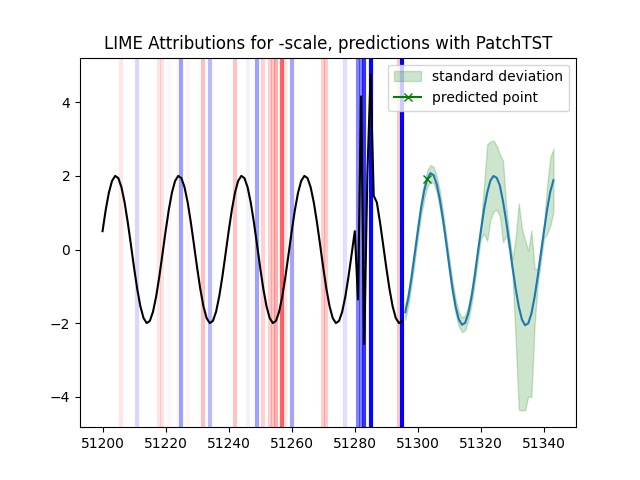 LIME Attributions for -scale, predictions with PatchTST
standard deviation
predicted point
4
2
0
−2
−4
51200 51220 51240 51260 51280 51300 51320 51340